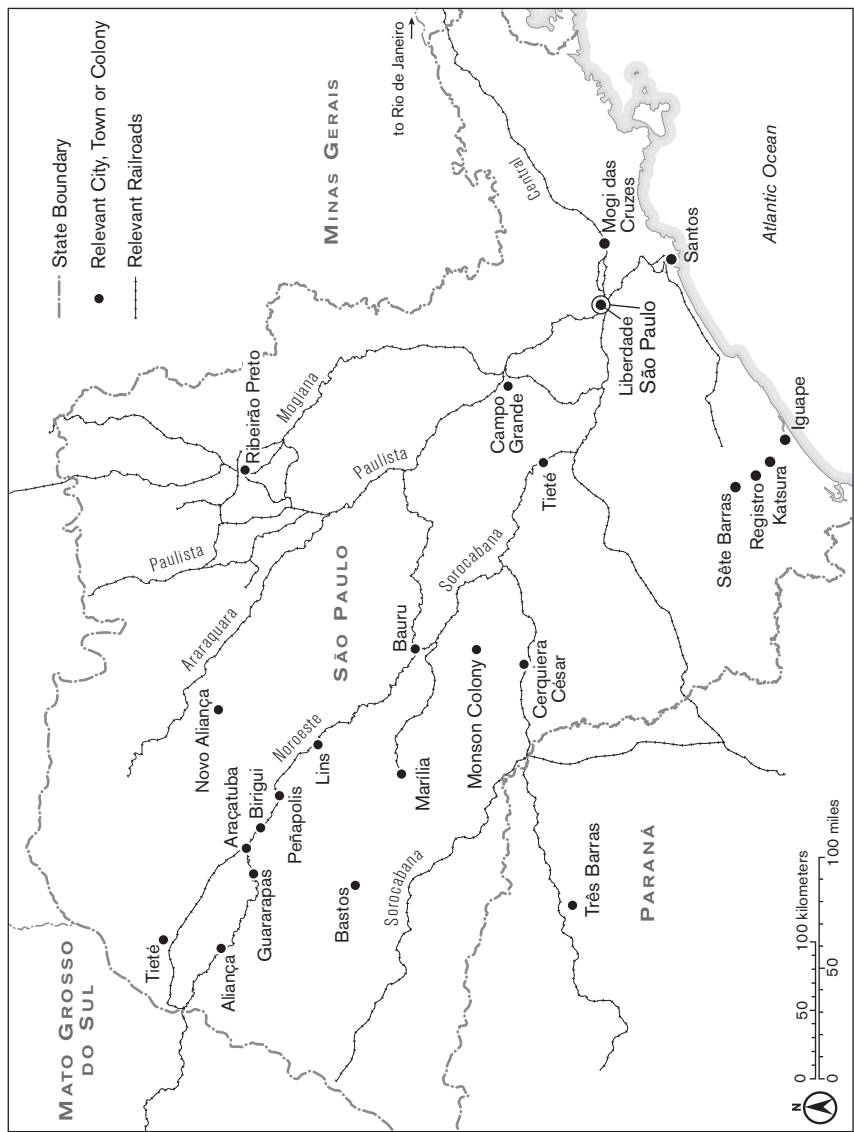 State Boundary
Relevant City, Town or Colony
Relevant Railroads
MATO GROSSO
DO SUL
MINAS GERAIS
to Rio de Janeiro
Central
Mogi das
Cruzes
Santos
Atlantic Ocean
Liberdade
São Paulo
Ribeirão Preto
Mogiana
Campo
Grande
Paulista
Paulista
Tieté
Iguape
Katsura
Registro
Sête Barras
Sorocabana
SÃO PAULO
Araraquara
Bauru
Novo Aliança
Noroeste
Lins
Marília
Monson Colony
Cerquiera
César
Araçatuba
Birigui
Peñapolis
Guararapas
Tieté
Aliança
Bastos
Sorocabana
Três Barras
PARANÁ
N
0 50 100 kilometers
0 50 100 miles